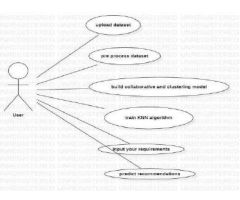 upload dataset
pre process dataset
build collaborative and clustering model
train KNN algorithm
User
input your requirements
predict recommendations